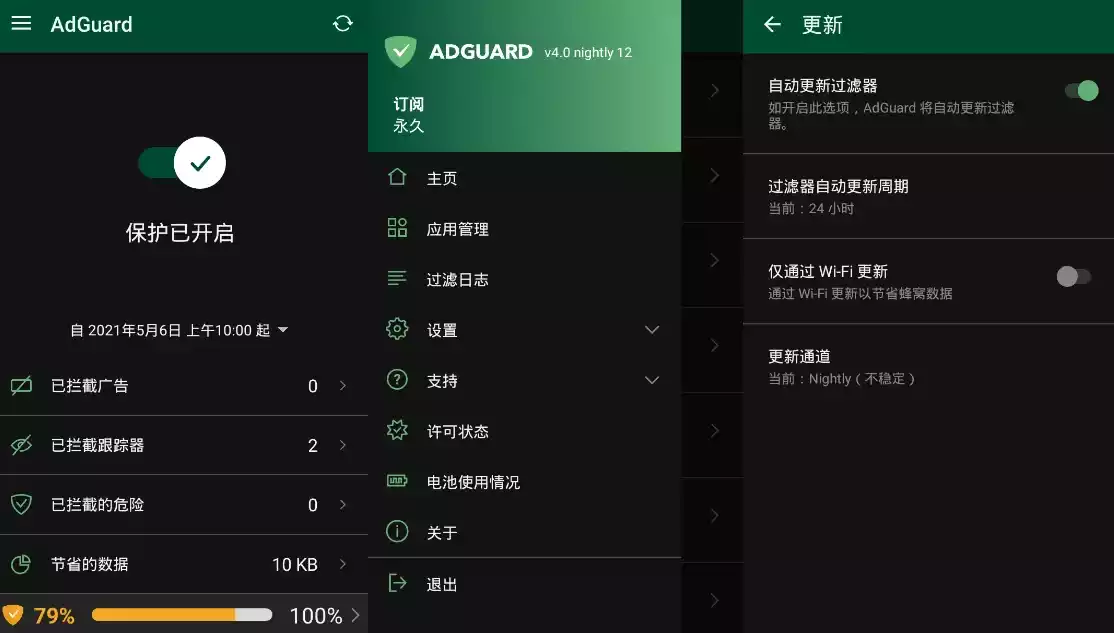 AdGuard
保护已开启
自 2021年5月6日 上午10:00 起
已拦截广告 0
已拦截跟踪器 2
已拦截的危险 0
节省的数据 10 KB
79% 100%
ADGUARD v4.0 nightly 12
订阅
永久
主页
应用管理
过滤日志
设置
支持
许可状态
电池使用情况
关于
退出
更新
自动更新过滤器
如开启此选项，AdGuard 将自动更新过滤
器。
过滤器自动更新周期
当前：24 小时
仅通过 Wi-Fi 更新
通过 Wi-Fi 更新以节省蜂窝数据
更新通道
当前：Nightly（不稳定）